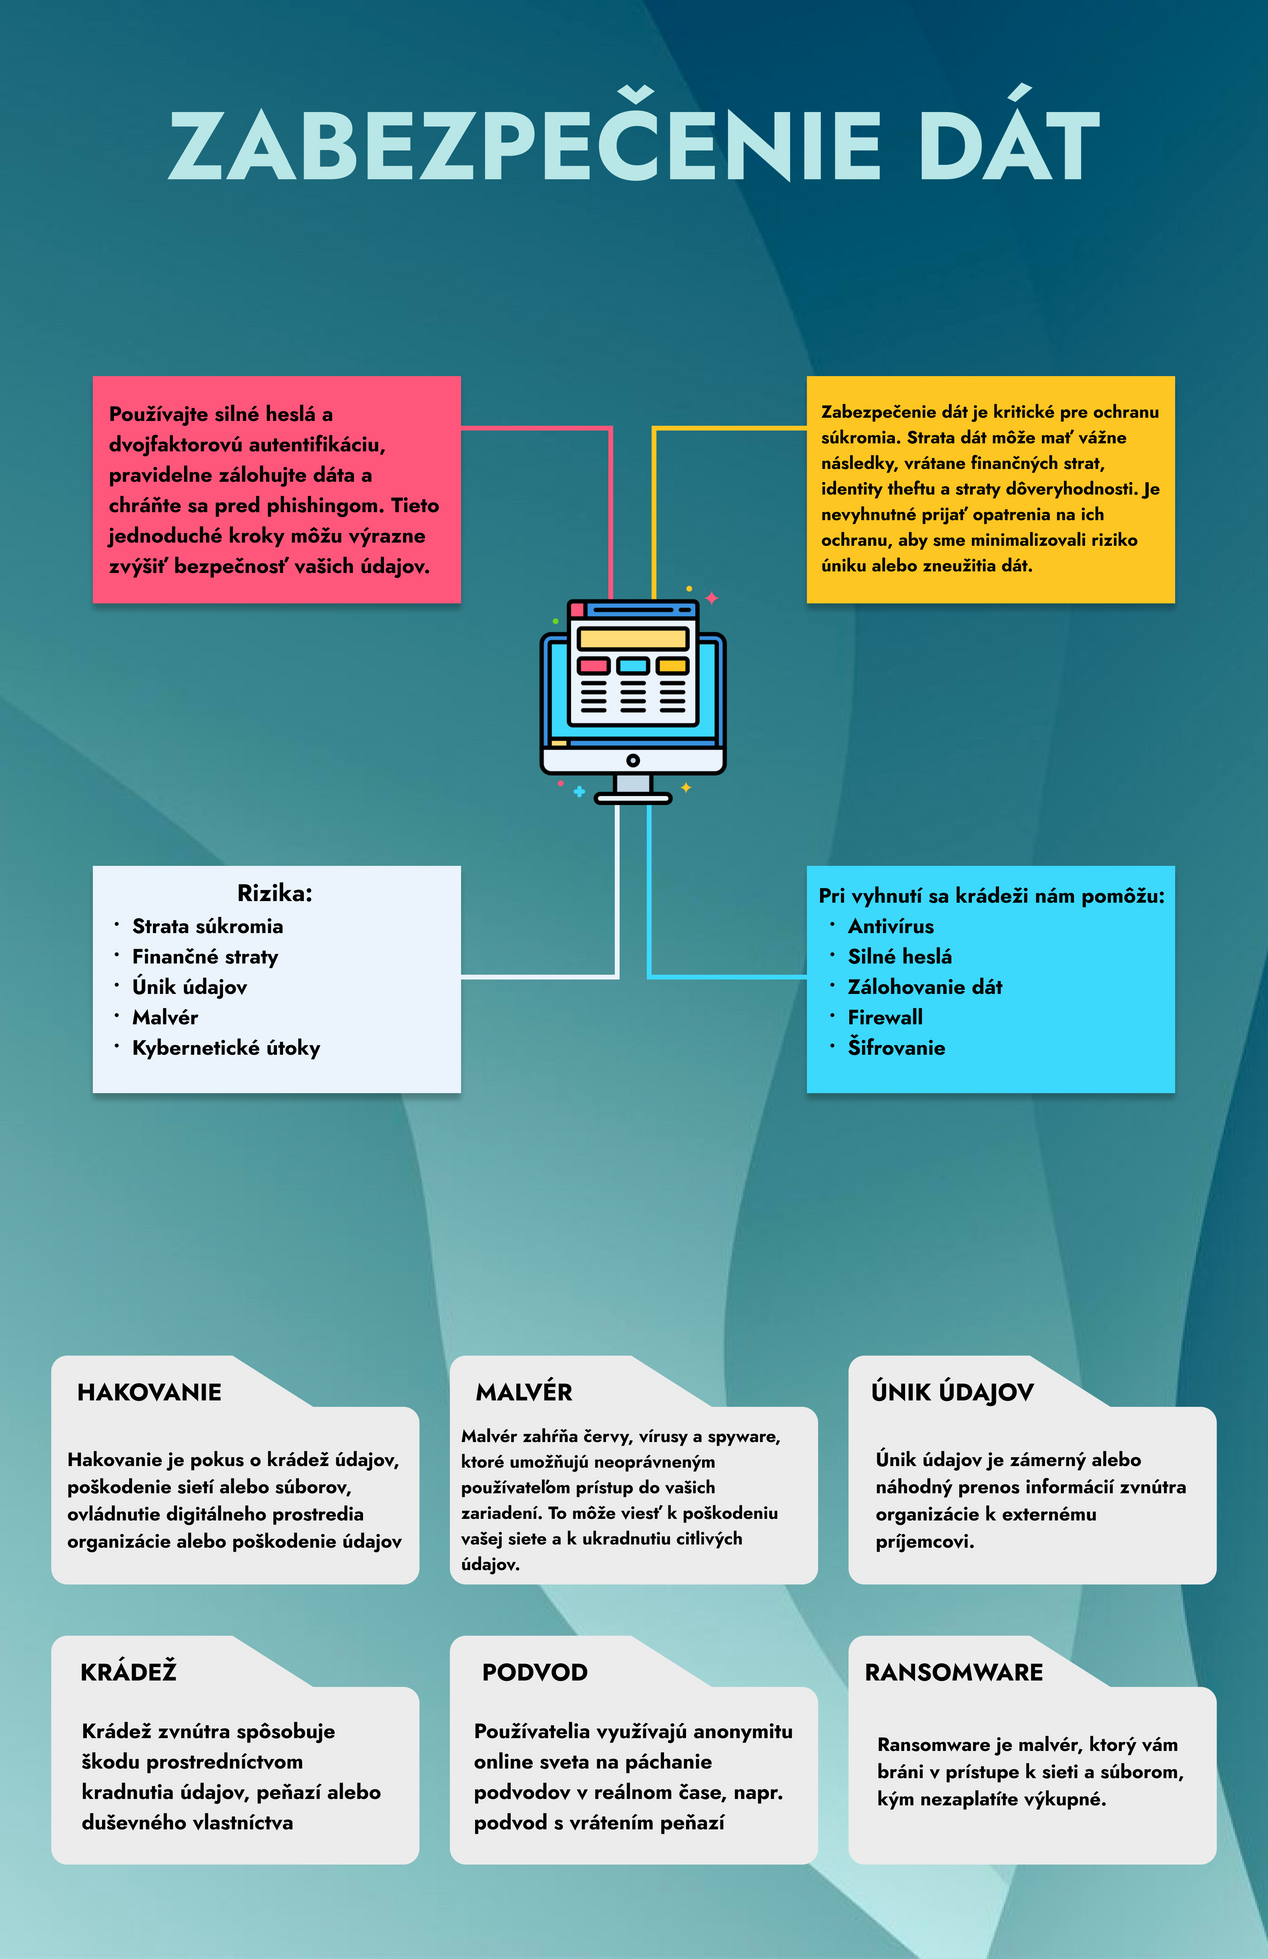 ZABEZPEČENIE DÁT
Používajte silné heslá a
dvojfaktorovú autentifikáciu,
pravidelne zálohujte dáta a
chráňte sa pred phishingom. Tieto
jednoduché kroky môžu výrazne
zvýšiť bezpečnosť vašich údajov.
Zabezpečenie dát je kritické pre ochranu
súkromia. Strata dát môže mať vážne
následky, vrátane finančných strat,
identity theftu a straty dôveryhodnosti. Je
nevyhnutné prijať opatrenia na ich
ochranu, aby sme minimalizovali riziko
úniku alebo zneužitia dát.
Rizika:
· Strata súkromia
· Finančné straty
· Únik údajov
· Malvér
· Kybernetické útoky
Pri vyhnutí sa krádeži nám pomôžu:
· Antivírus
· Silné heslá
· Zálohovanie dát
· Firewall
· Šifrovanie
HAKOVANIE
Hakovanie je pokus o krádež údajov,
poškodenie sietí alebo súborov,
ovládnutie digitálneho prostredia
organizácie alebo poškodenie údajov
MALVÉR
Malvér zahŕňa červy, vírusy a spyware,
ktoré umožňujú neoprávneným
používateľom prístup do vašich
zariadení. To môže viesť k poškodeniu
vašej siete a k ukradnutiu citlivých
údajov.
ÚNIK ÚDAJOV
Únik údajov je zámerný alebo
náhodný prenos informácií zvnútra
organizácie k externému
príjemcovi.
KRÁDEŽ
Krádež zvnútra spôsobuje
škodu prostredníctvom
kradnutia údajov, peňazí alebo
duševného vlastníctva
PODVOD
Používatelia využívajú anonymitu
online sveta na páchanie
podvodov v reálnom čase, napr.
podvod s vrátením peňazí
RANSOMWARE
Ransomware je malvér, ktorý vám
bráni v prístupe k sieti a súborom,
kým nezaplatíte výkupné.